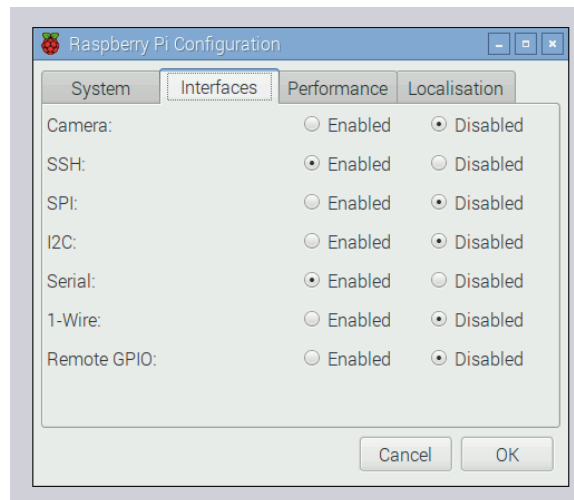 Raspberry Pi Configuration
System Interfaces Performance Localisation
Camera: Enabled Disabled
SSH: Enabled Disabled
SPI: Enabled Disabled
I2C: Enabled Disabled
Serial: Enabled Disabled
1-Wire: Enabled Disabled
Remote GPIO: Enabled Disabled
Cancel OK